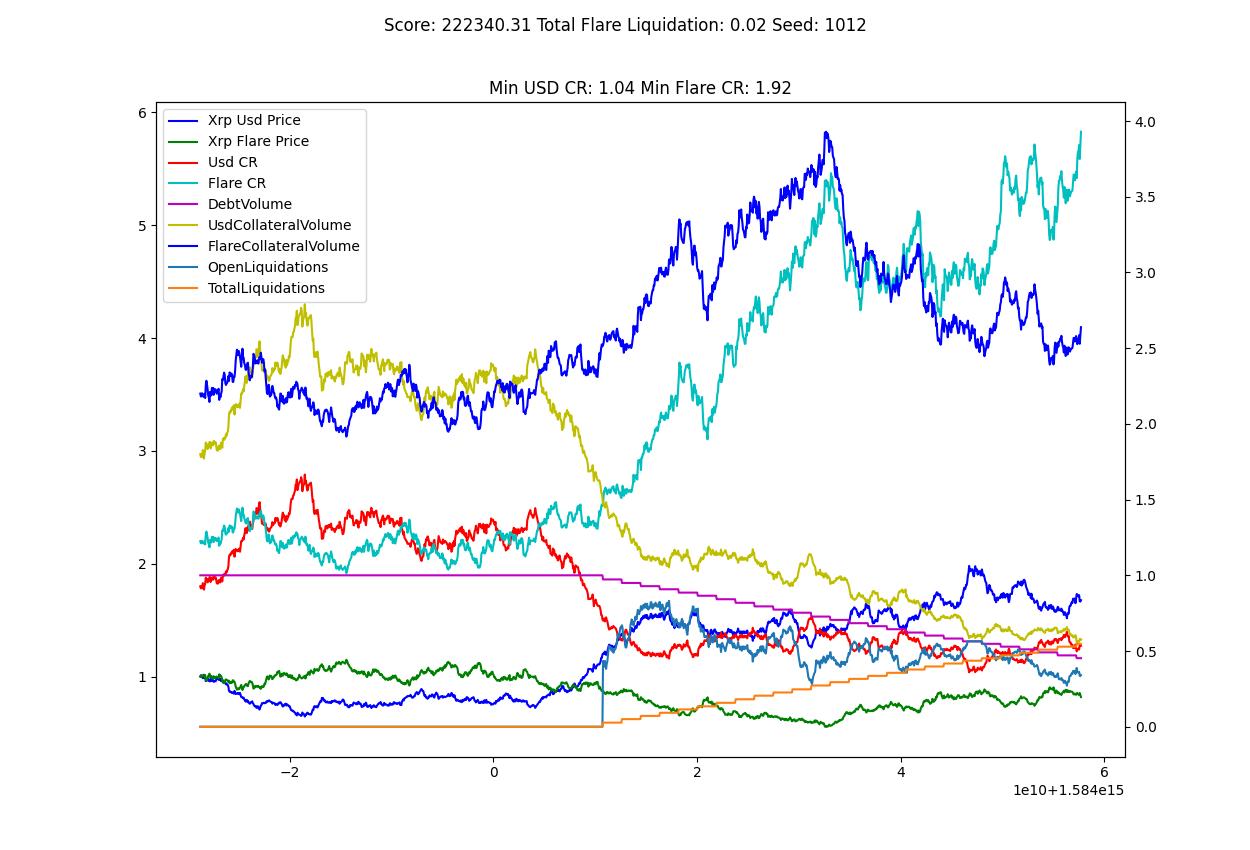 Score: 222340.31 Total Flare Liquidation: 0.02 Seed: 1012
Min USD CR: 1.04 Min Flare CR: 1.92
Xrp Usd Price
Xrp Flare Price
Usd CR
Flare CR
DebtVolume
UsdCollateralVolume
FlareCollateralVolume
OpenLiquidations
TotalLiquidations
6
5
4
3
2
1
4.0
3.5
3.0
2.5
2.0
1.5
1.0
0.5
0.0
−2
0
2
4
6
1e10+1.584e15